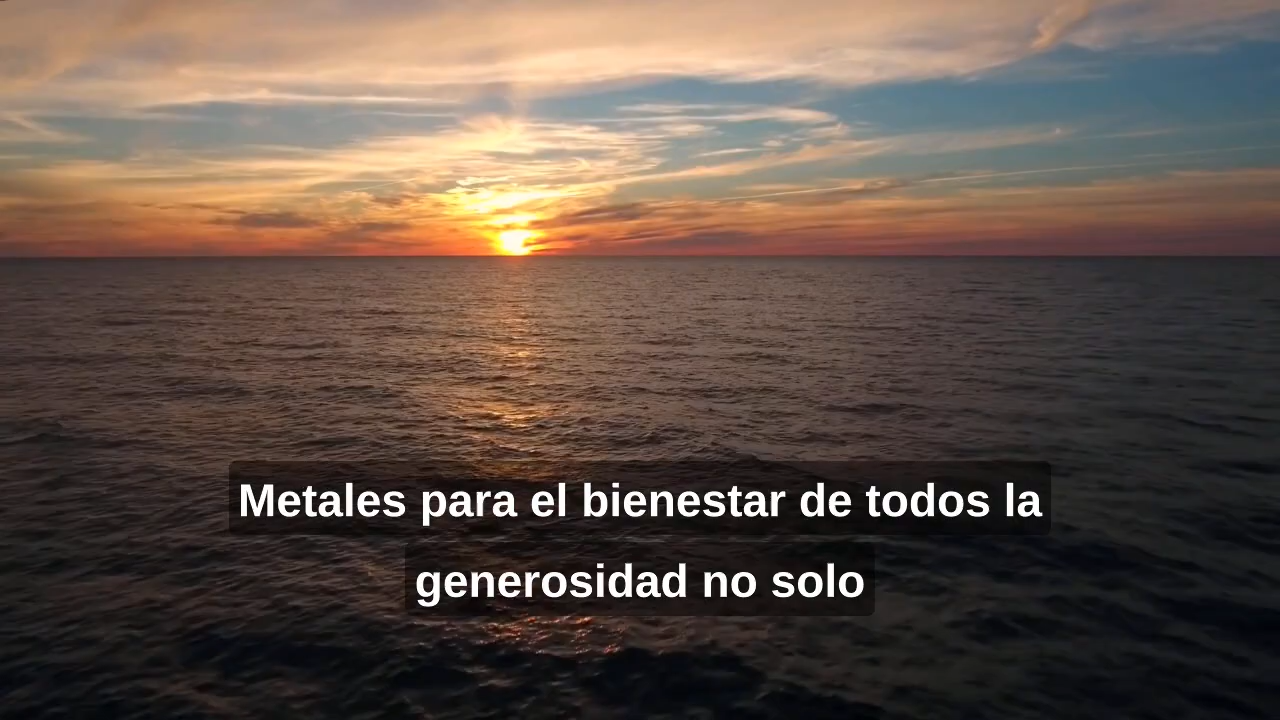 Metales para el bienestar de todos la
generosidad no solo